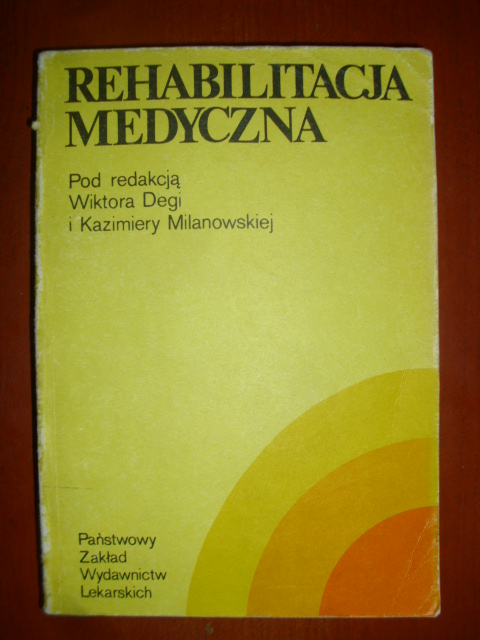 REHABILITACJA
MEDYCZNA
Pod redakcją
Wiktora Degi
i Kazimiery Milanowskiej
Państwowy
Zakład
Wydawnictw
Lekarskich